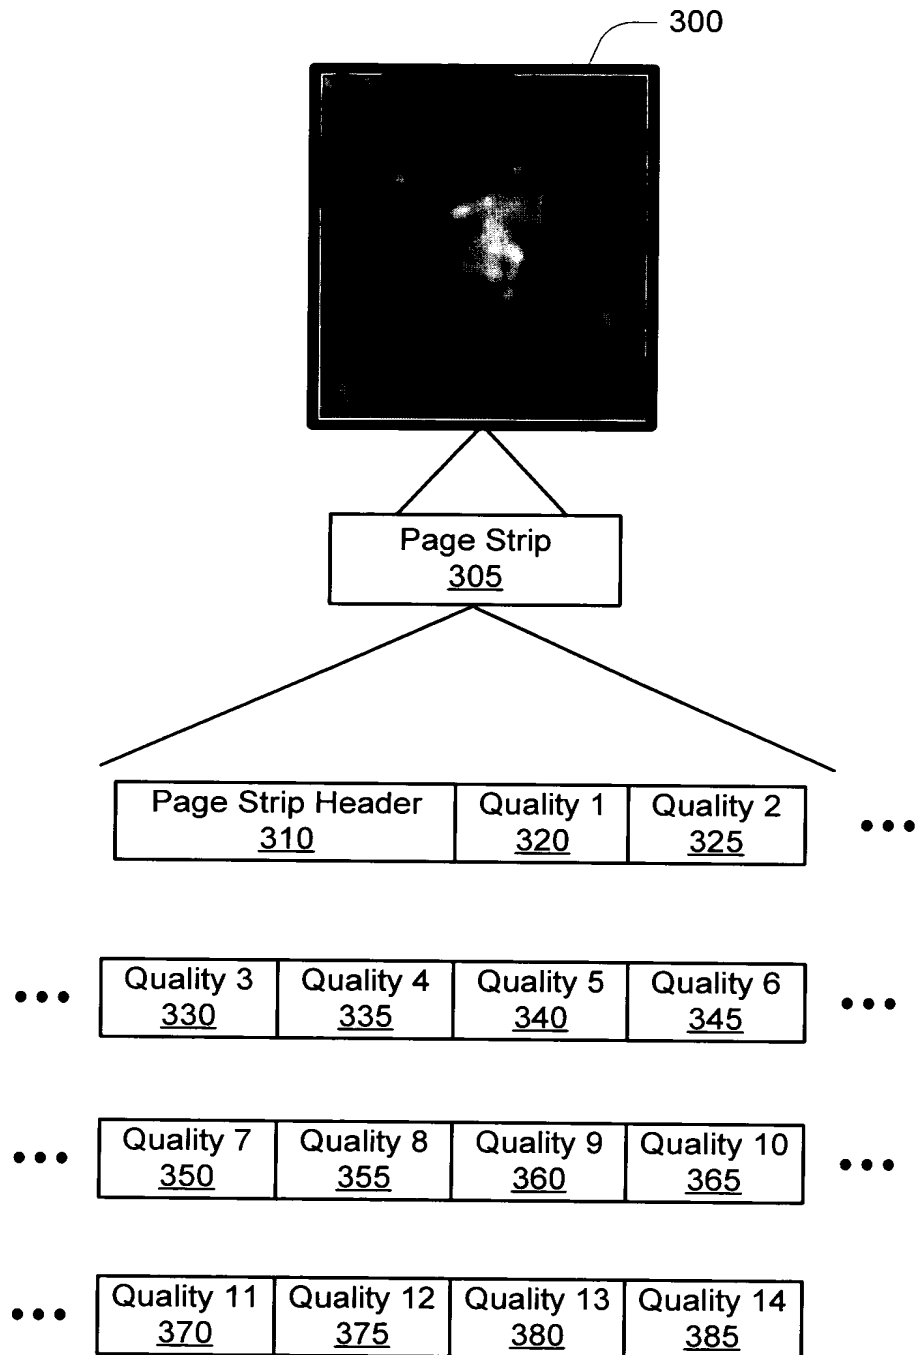 300
Page Strip
305
Page Strip Header
310
Quality 1
320
Quality 2
325
Quality 3
330
Quality 4
335
Quality 5
340
Quality 6
345
Quality 7
350
Quality 8
355
Quality 9
360
Quality 10
365
Quality 11
370
Quality 12
375
Quality 13
380
Quality 14
385